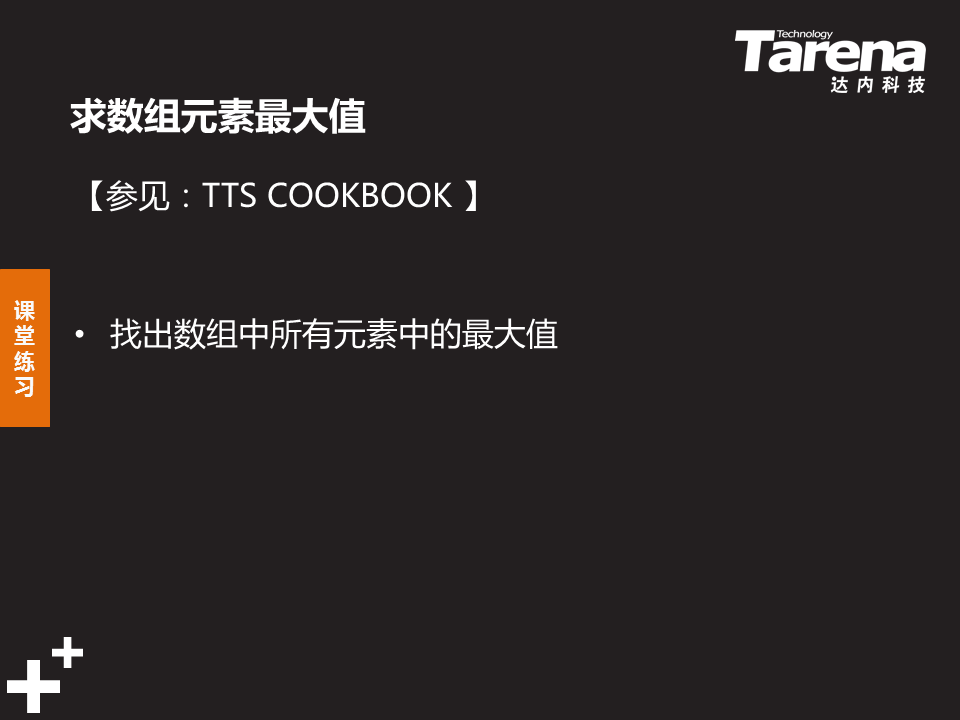 Technology
Tarena
达内科技
求数组元素最大值
【参见：TTS COOKBOOK 】
课堂练习
• 找出数组中所有元素中的最大值